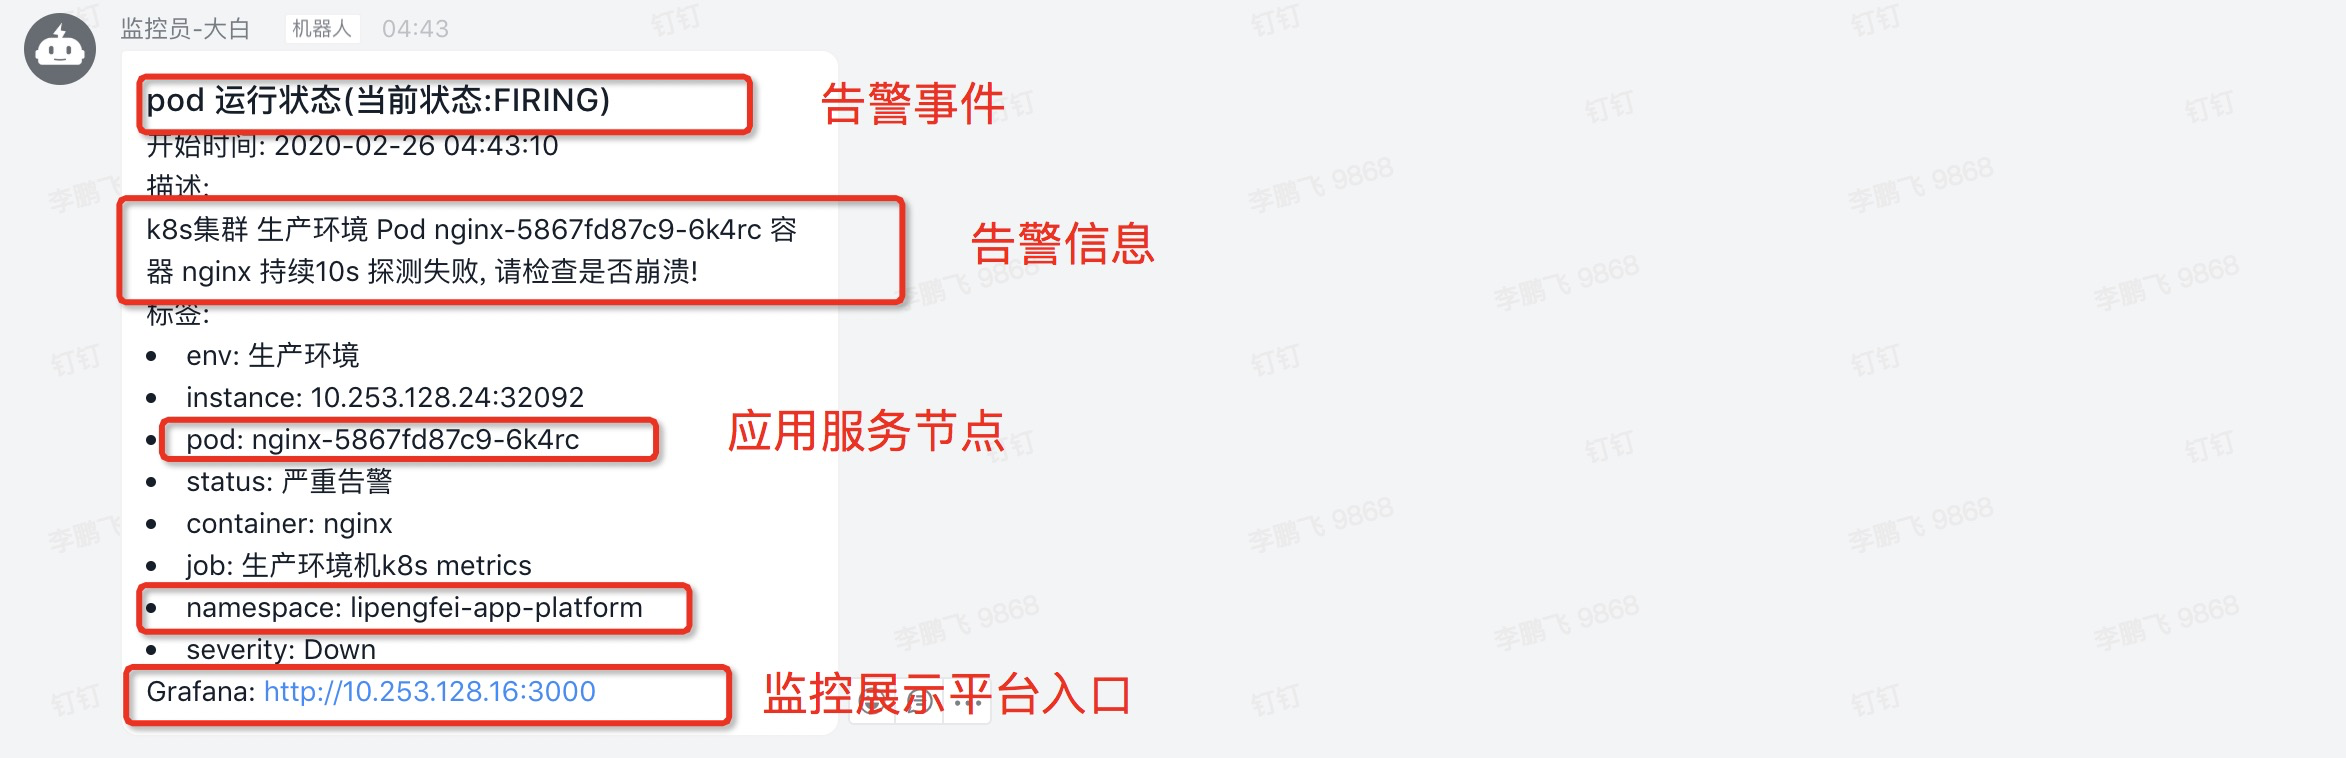 监控员-大白 机器人 04:43
pod 运行状态(当前状态:FIRING)
告警事件
开始时间: 2020-02-26 04:43:10
描述:
k8s集群 生产环境 Pod nginx-5867fd87c9-6k4rc 容
器 nginx 持续10s 探测失败, 请检查是否崩溃!
告警信息
标签:
• env: 生产环境
• instance: 10.253.128.24:32092
• pod: nginx-5867fd87c9-6k4rc
应用服务节点
• status: 严重告警
• container: nginx
• job: 生产环境机k8s metrics
• namespace: lipengfei-app-platform
• severity: Down
Grafana: http://10.253.128.16:3000
监控展示平台入口
钉钉
李鹏飞 9868